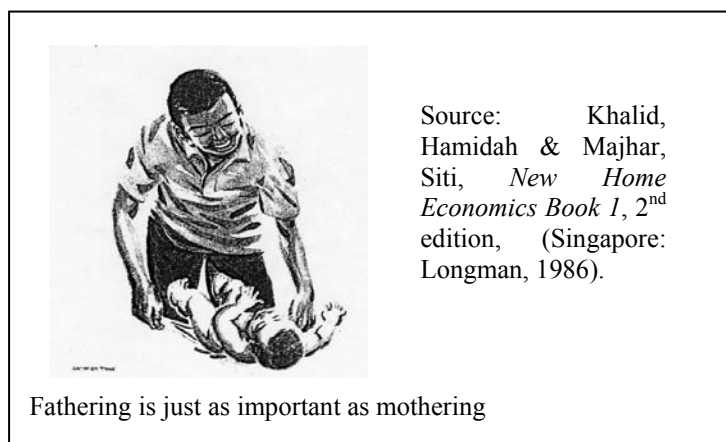 Source: Khalid,
Hamidah & Majhar,
Siti, New Home
Economics Book 1, 2nd
edition, (Singapore:
Longman, 1986).
Fathering is just as important as mothering